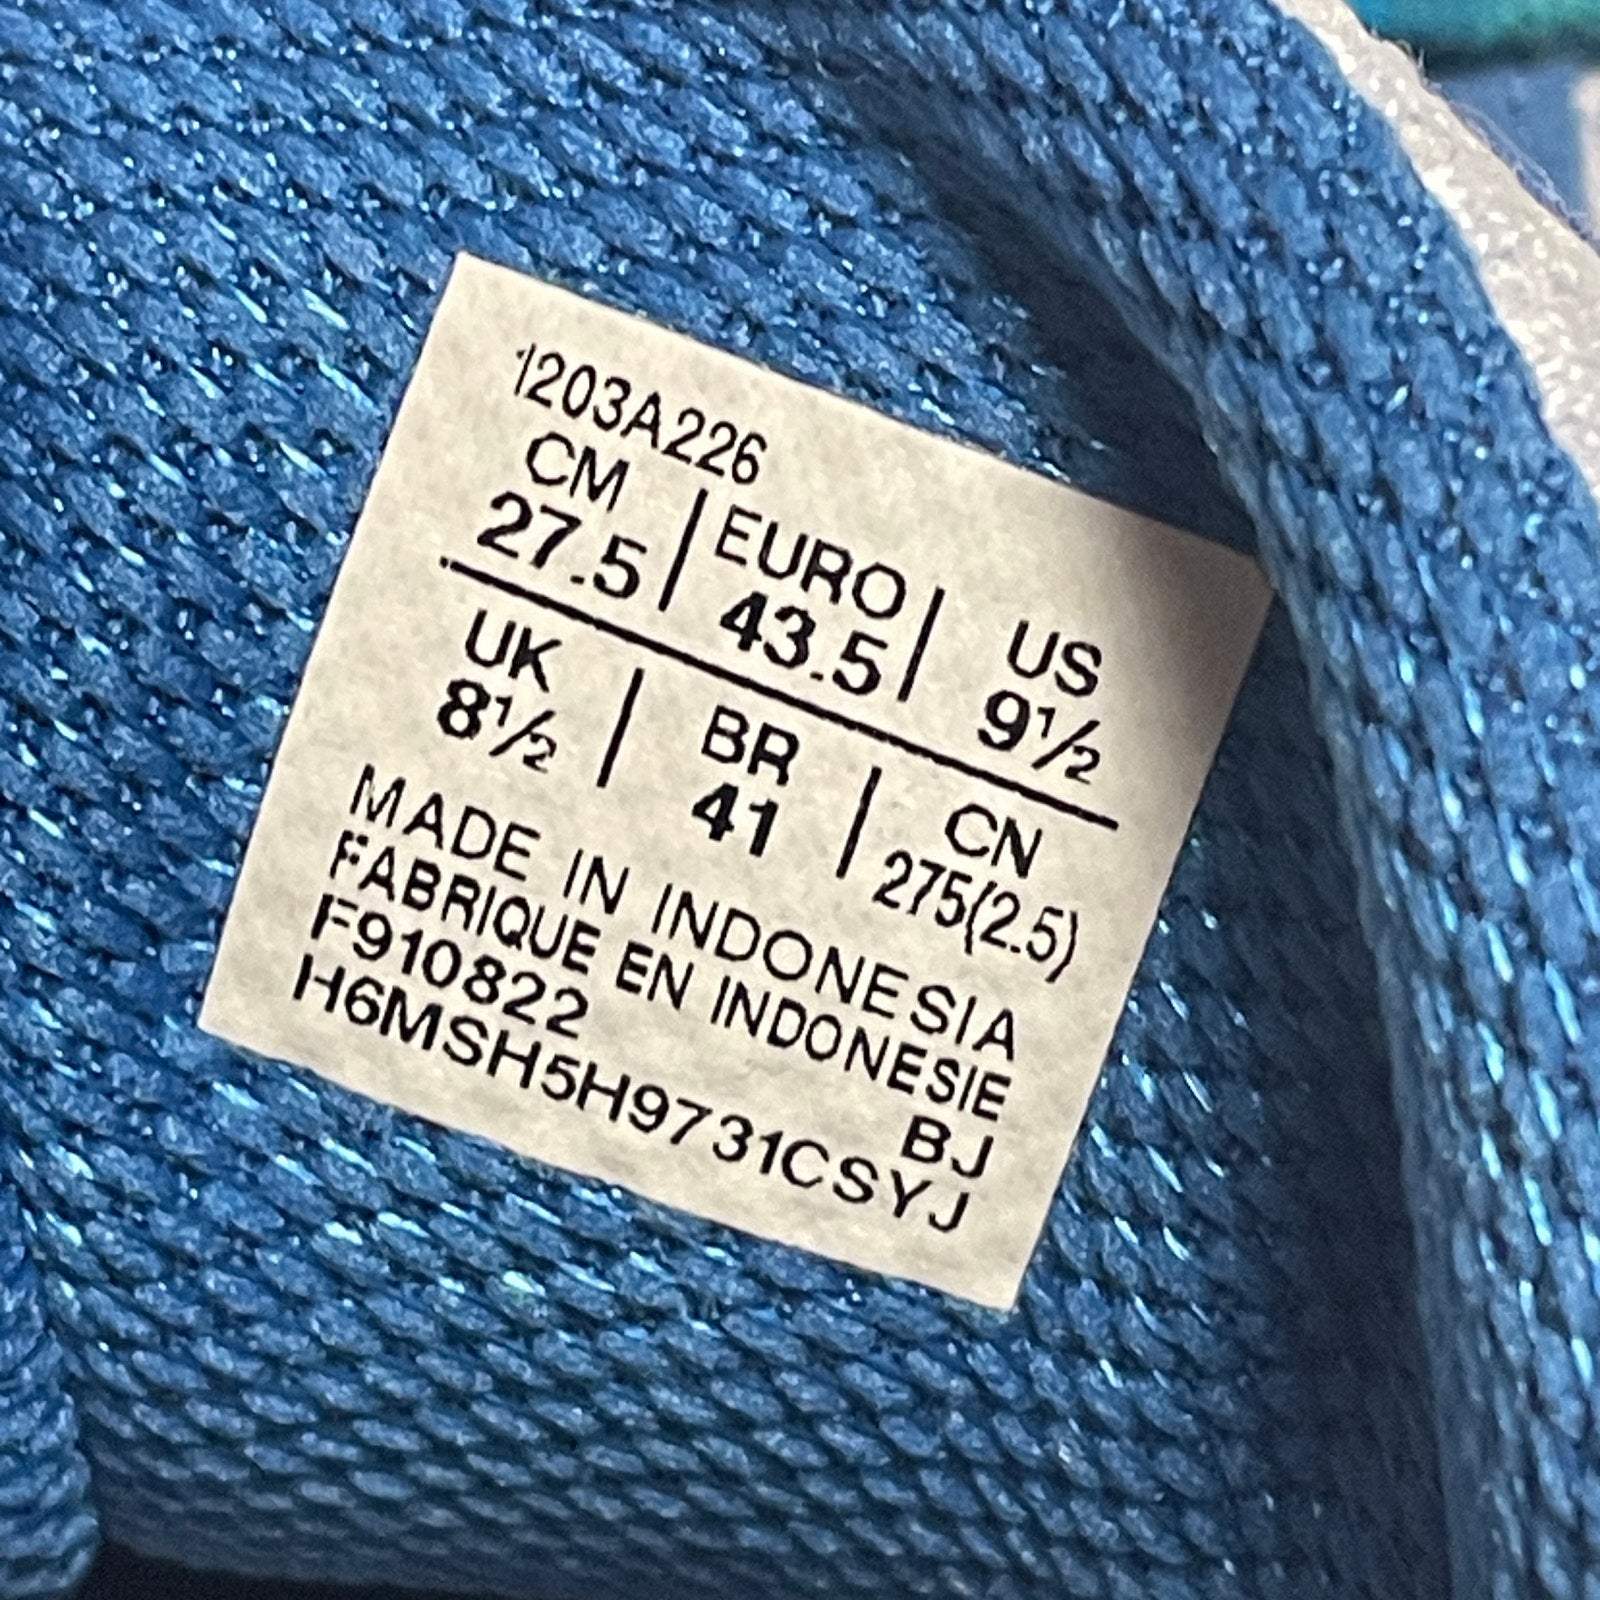 1203A226
CM | EURO | US
27.5 | 43.5 | 9½
UK | BR | CN
8½ | 41 | 275(2.5)
MADE IN INDONESIA
FABRIQUE EN INDONESIE
F910822 BJ
H6MSH5H9731CSYJ